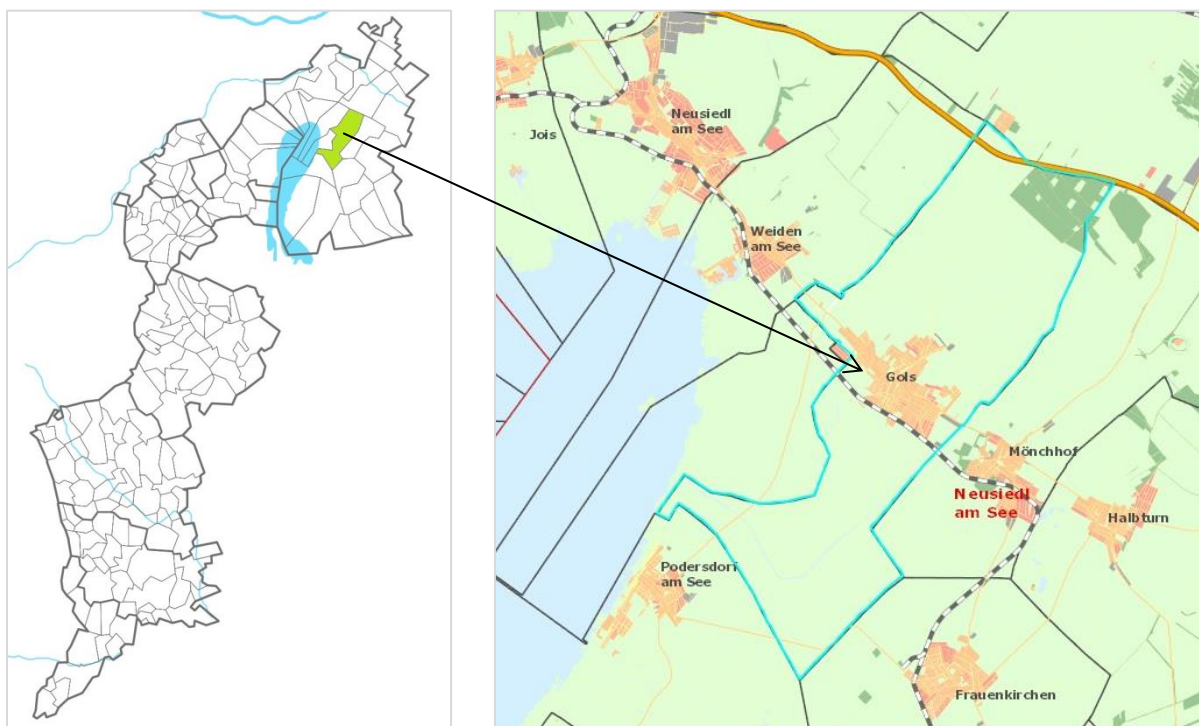 Neusiedl
am See
Jois
Weiden
am See
Gols
Mönchhof
Neusiedl
am See
Halbturn
Podersdorf
am See
Frauenkirchen